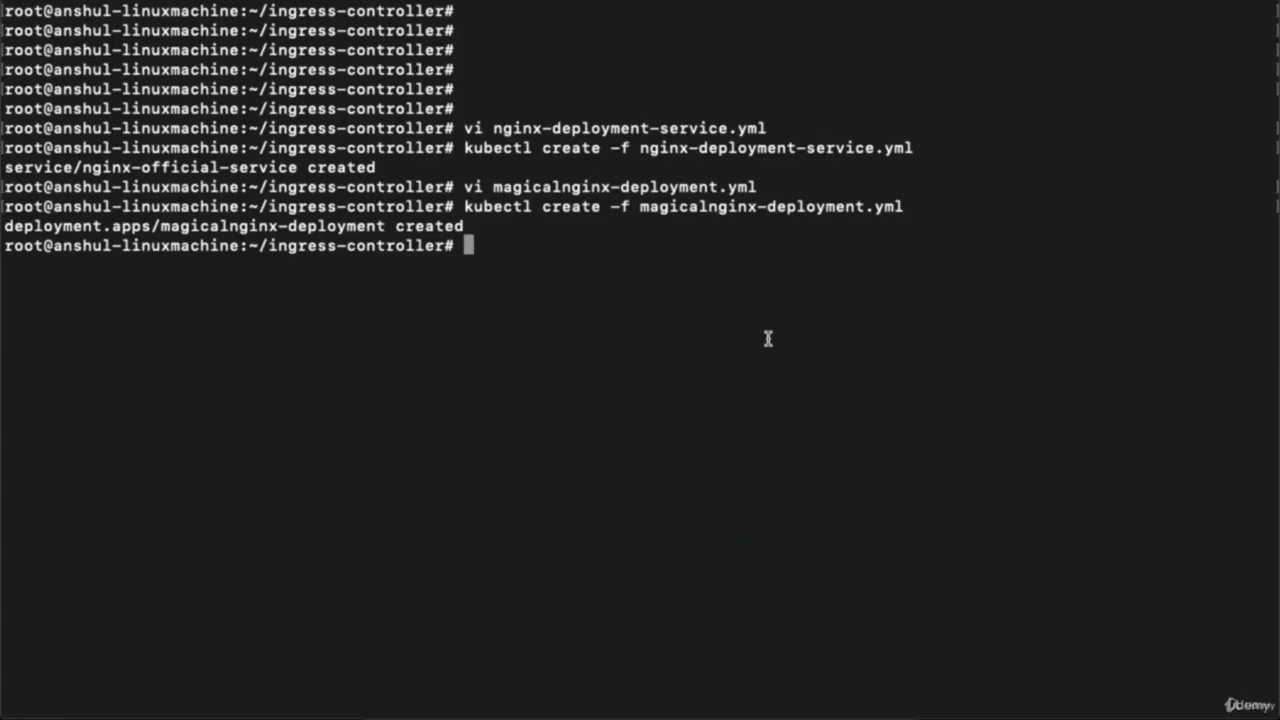 root@anshul-linuxmachine:~/ingress-controller#
root@anshul-linuxmachine:~/ingress-controller#
root@anshul-linuxmachine:~/ingress-controller#
root@anshul-linuxmachine:~/ingress-controller#
root@anshul-linuxmachine:~/ingress-controller#
root@anshul-linuxmachine:~/ingress-controller#
root@anshul-linuxmachine:~/ingress-controller# vi nginx-deployment-service.yml
root@anshul-linuxmachine:~/ingress-controller# kubectl create -f nginx-deployment-service.yml
service/nginx-official-service created
root@anshul-linuxmachine:~/ingress-controller# vi magicalnginx-deployment.yml
root@anshul-linuxmachine:~/ingress-controller# kubectl create -f magicalnginx-deployment.yml
deployment.apps/magicalnginx-deployment created
root@anshul-linuxmachine:~/ingress-controller#
Udemy